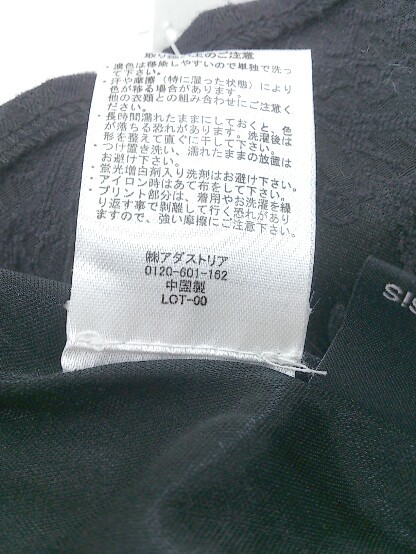 取り扱い上のご注意
・濃色は移染しやすいので単独で洗っ
て下さい。
・汗や摩擦（特に湿った状態）により
色が移る場合があります。
他の衣類との組み合わせにご注意く
ださい。
・長時間濡れたままにしておくと、色
が落ちる恐れがあります。洗濯後は
形を整えて直ぐに干して下さい。
・つけ置き洗い、濡れたままの放置は
お避け下さい。
・蛍光増白剤入り洗剤はお避け下さい。
・アイロン時はあて布をして下さい。
・プリント部分は、着用やお洗濯を繰
り返す事で剥離して行く恐れがあり
ますので、強い摩擦にご注意下さい。
㈱アダストリア
0120-601-162
中国製
LOT-00
SIS